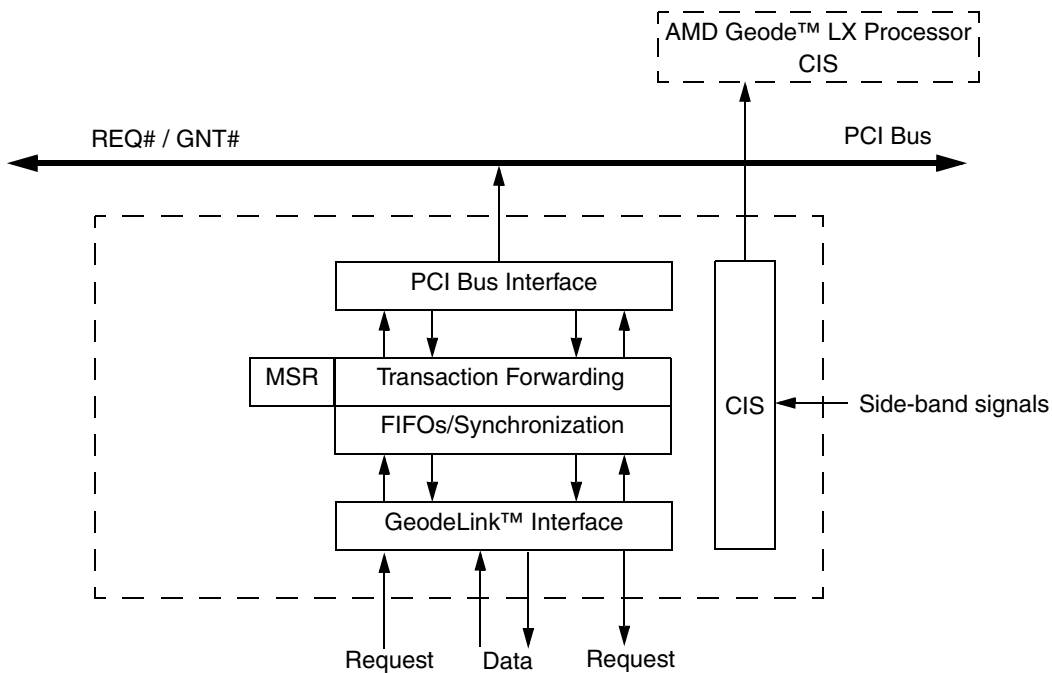 AMD Geode™ LX Processor
CIS
REQ# / GNT#
PCI Bus
PCI Bus Interface
MSR
Transaction Forwarding
FIFOs/Synchronization
CIS
Side-band signals
GeodeLink™ Interface
Request
Data
Request